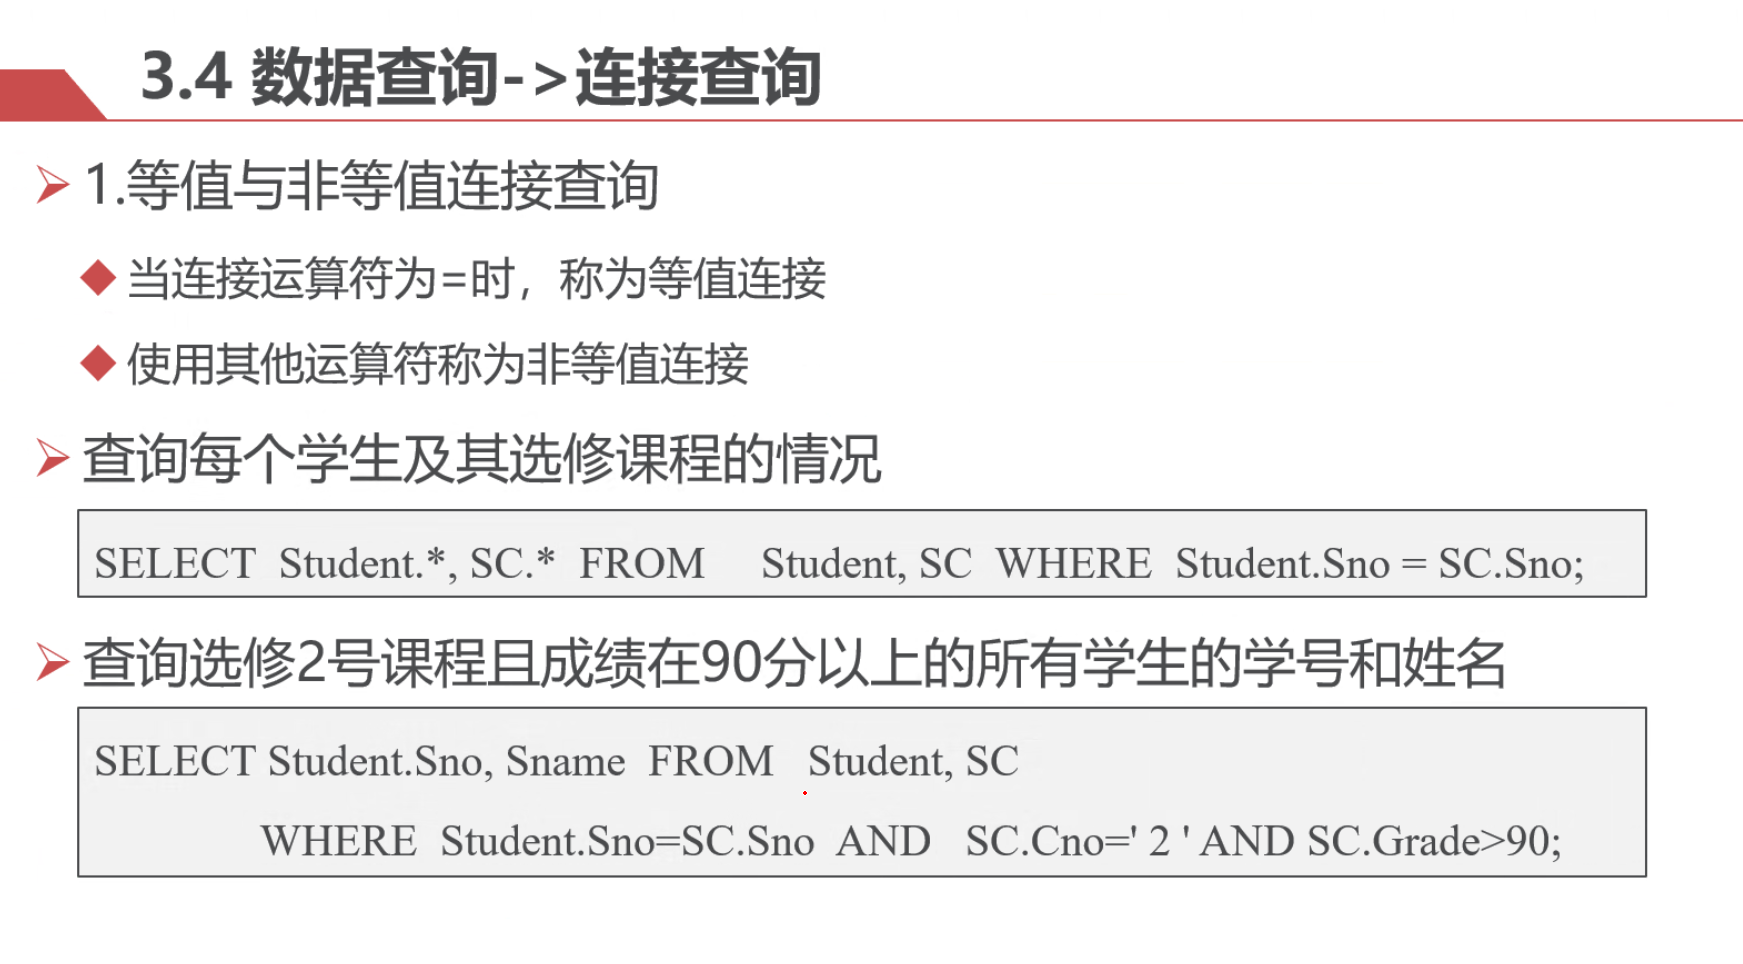 3.4 数据查询->连接查询
1.等值与非等值连接查询
当连接运算符为=时，称为等值连接
使用其他运算符称为非等值连接
查询每个学生及其选修课程的情况
SELECT Student.*, SC.* FROM Student, SC WHERE Student.Sno = SC.Sno;
查询选修2号课程且成绩在90分以上的所有学生的学号和姓名
SELECT Student.Sno, Sname FROM Student, SC
WHERE Student.Sno=SC.Sno AND SC.Cno=' 2 ' AND SC.Grade>90;